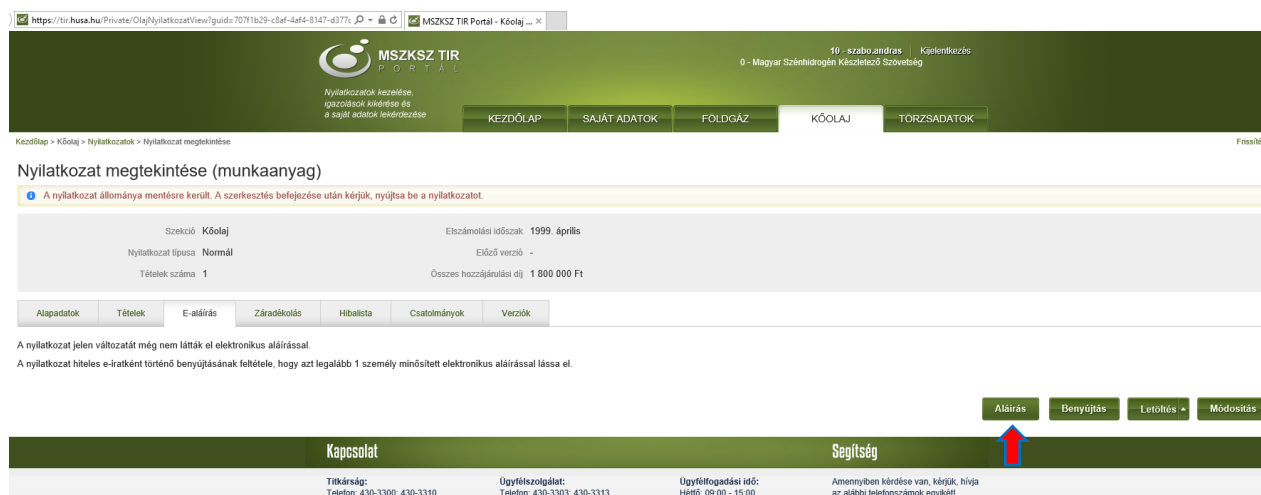 https://tir.husa.hu/Private/OlajNyilatkozatView?guid=707f1b29-c8af-4af4-8147-d377c
MSZKSZ TIR Portál - Kőolaj ...
MSZKSZ TIR
PORTÁL
Nyilatkozatok kezelése,
igazolások kikérése és
a saját adatok lekérdezése
10 - szabo.andras | Kijelentkezés
0 - Magyar Szénhidrogén Készletező Szövetség
KEZDŐLAP SAJÁT ADATOK FÖLDGÁZ KŐOLAJ TÖRZSADATOK
Kezdőlap > Kőolaj > Nyilatkozatok > Nyilatkozat megtekintése
Nyilatkozat megtekintése (munkaanyag)
A nyilatkozat állománya mentésre került. A szerkesztés befejezése után kérjük, nyújtsa be a nyilatkozatot.
Szekció Kőolaj Elszámolási időszak 1999. április
Nyilatkozat típusa Normál Előző verzió -
Tételek száma 1 Összes hozzájárulási díj 1 800 000 Ft
Alapadatok Tételek E-aláírás Záradékolás Hibalista Csatolmányok Verziók
A nyilatkozat jelen változatát még nem látták el elektronikus aláírással.
A nyilatkozat hiteles e-iratként történő benyújtásának feltétele, hogy azt legalább 1 személy minősített elektronikus aláírással lássa el.
Aláírás Benyújtás Letöltés Módosítás
Kapcsolat Segítség
Titkárság: Ügyfélszolgálat: Ügyfélfogadási idő: Amennyiben kérdése van, kérjük, hívja
Telefon: 430-3300; 430-3310 Telefon: 430-3303; 430-3313 Hétfő: 09:00 - 15:00 az alábbi telefonszámok egyikét!